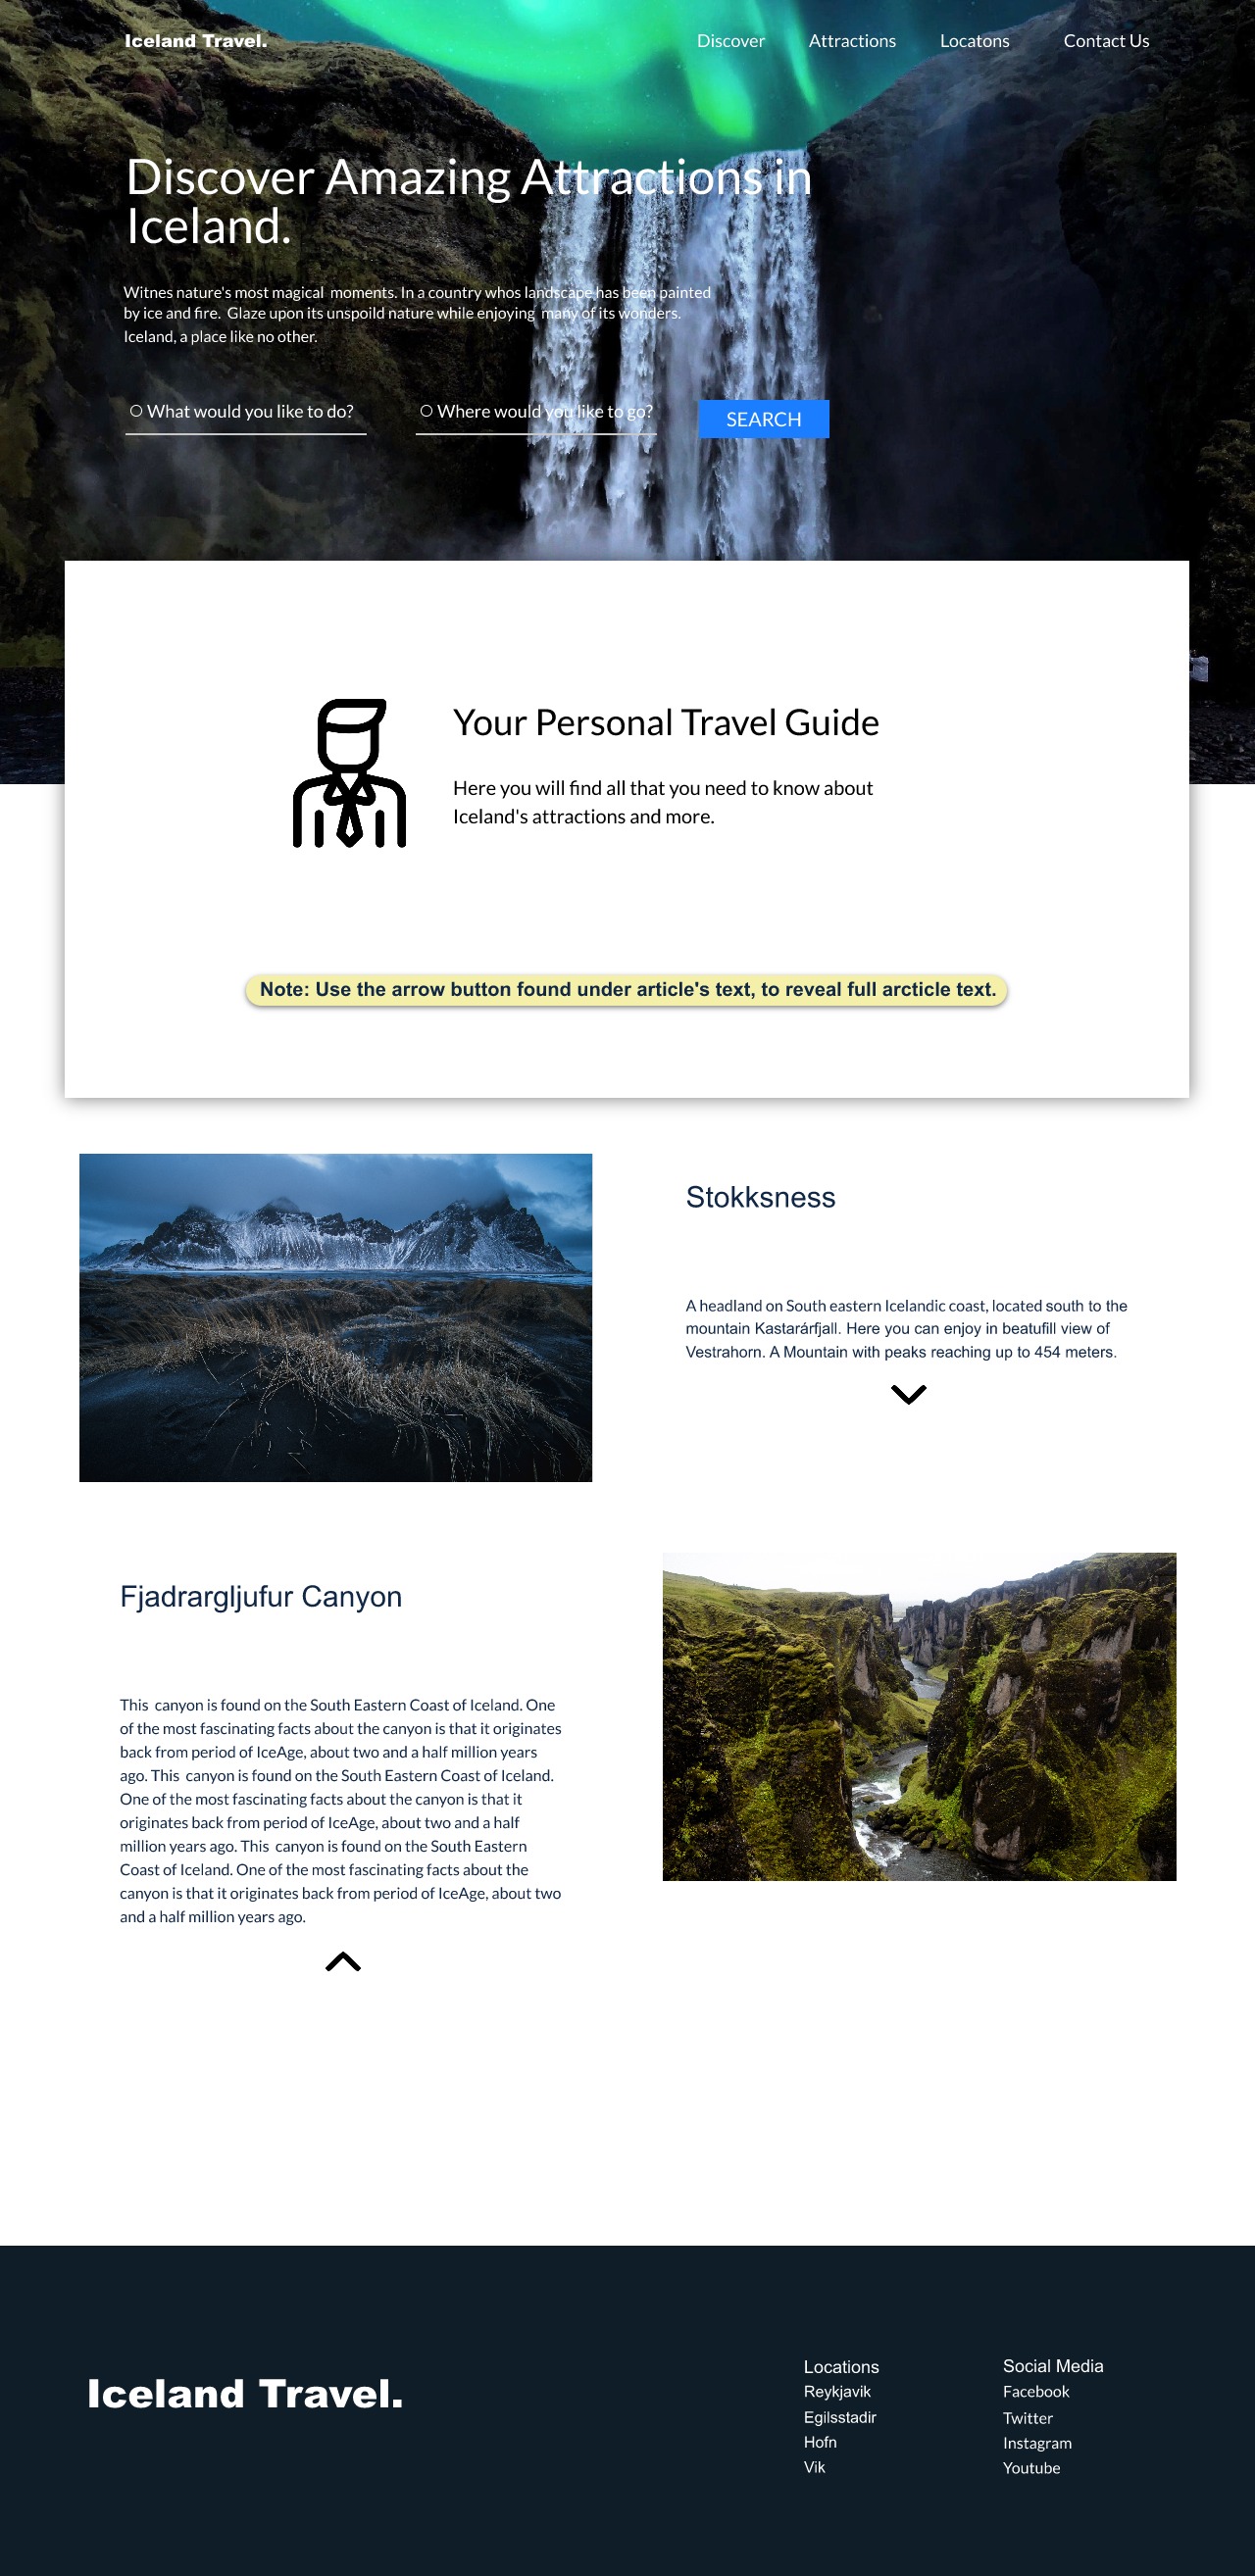 Iceland Travel.
Discover Attractions Locatons Contact Us
Discover Amazing Attractions in
Iceland.
Witnes nature's most magical moments. In a country whos landscape has been painted
by ice and fire. Glaze upon its unspoild nature while enjoying many of its wonders.
Iceland, a place like no other.
What would you like to do? Where would you like to go? SEARCH
Your Personal Travel Guide
Here you will find all that you need to know about
Iceland's attractions and more.
Note: Use the arrow button found under article's text, to reveal full arcticle text.
Stokksness
A headland on South eastern Icelandic coast, located south to the
mountain Kastarárfjall. Here you can enjoy in beatufill view of
Vestrahorn. A Mountain with peaks reaching up to 454 meters.
Fjadrargljufur Canyon
This canyon is found on the South Eastern Coast of Iceland. One
of the most fascinating facts about the canyon is that it originates
back from period of IceAge, about two and a half million years
ago. This canyon is found on the South Eastern Coast of Iceland.
One of the most fascinating facts about the canyon is that it
originates back from period of IceAge, about two and a half
million years ago. This canyon is found on the South Eastern
Coast of Iceland. One of the most fascinating facts about the
canyon is that it originates back from period of IceAge, about two
and a half million years ago.
Iceland Travel.
Locations
Reykjavik
Egilsstadir
Hofn
Vik
Social Media
Facebook
Twitter
Instagram
Youtube